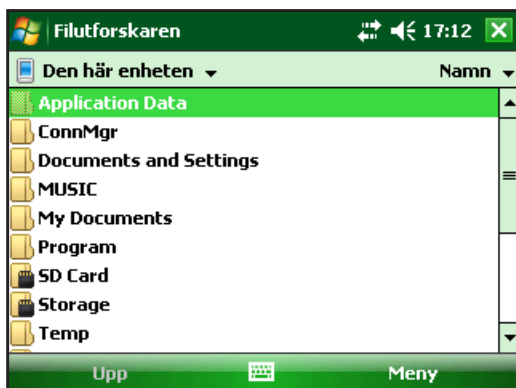 Filutforskaren 17:12
Den här enheten Namn
Application Data
ConnMgr
Documents and Settings
MUSIC
My Documents
Program
SD Card
Storage
Temp
Upp Meny